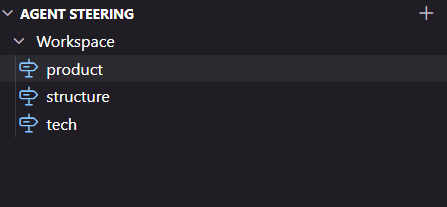 AGENT STEERING
Workspace
product
structure
tech